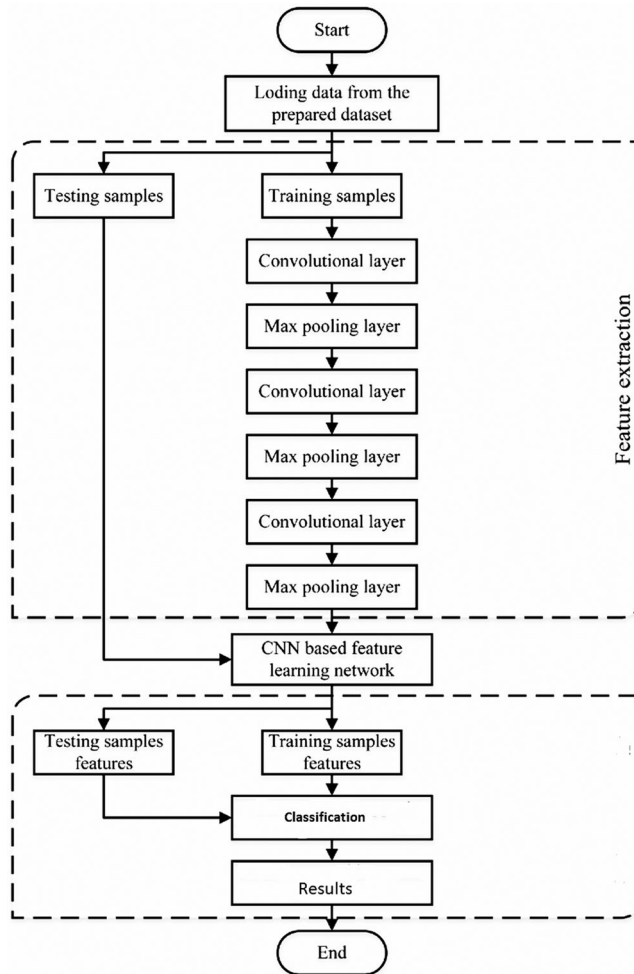 Start
Loding data from the
prepared dataset
Testing samples
Training samples
Convolutional layer
Max pooling layer
Convolutional layer
Max pooling layer
Convolutional layer
Max pooling layer
Feature extraction
CNN based feature
learning network
Testing samples
features
Training samples
features
Classification
Results
End